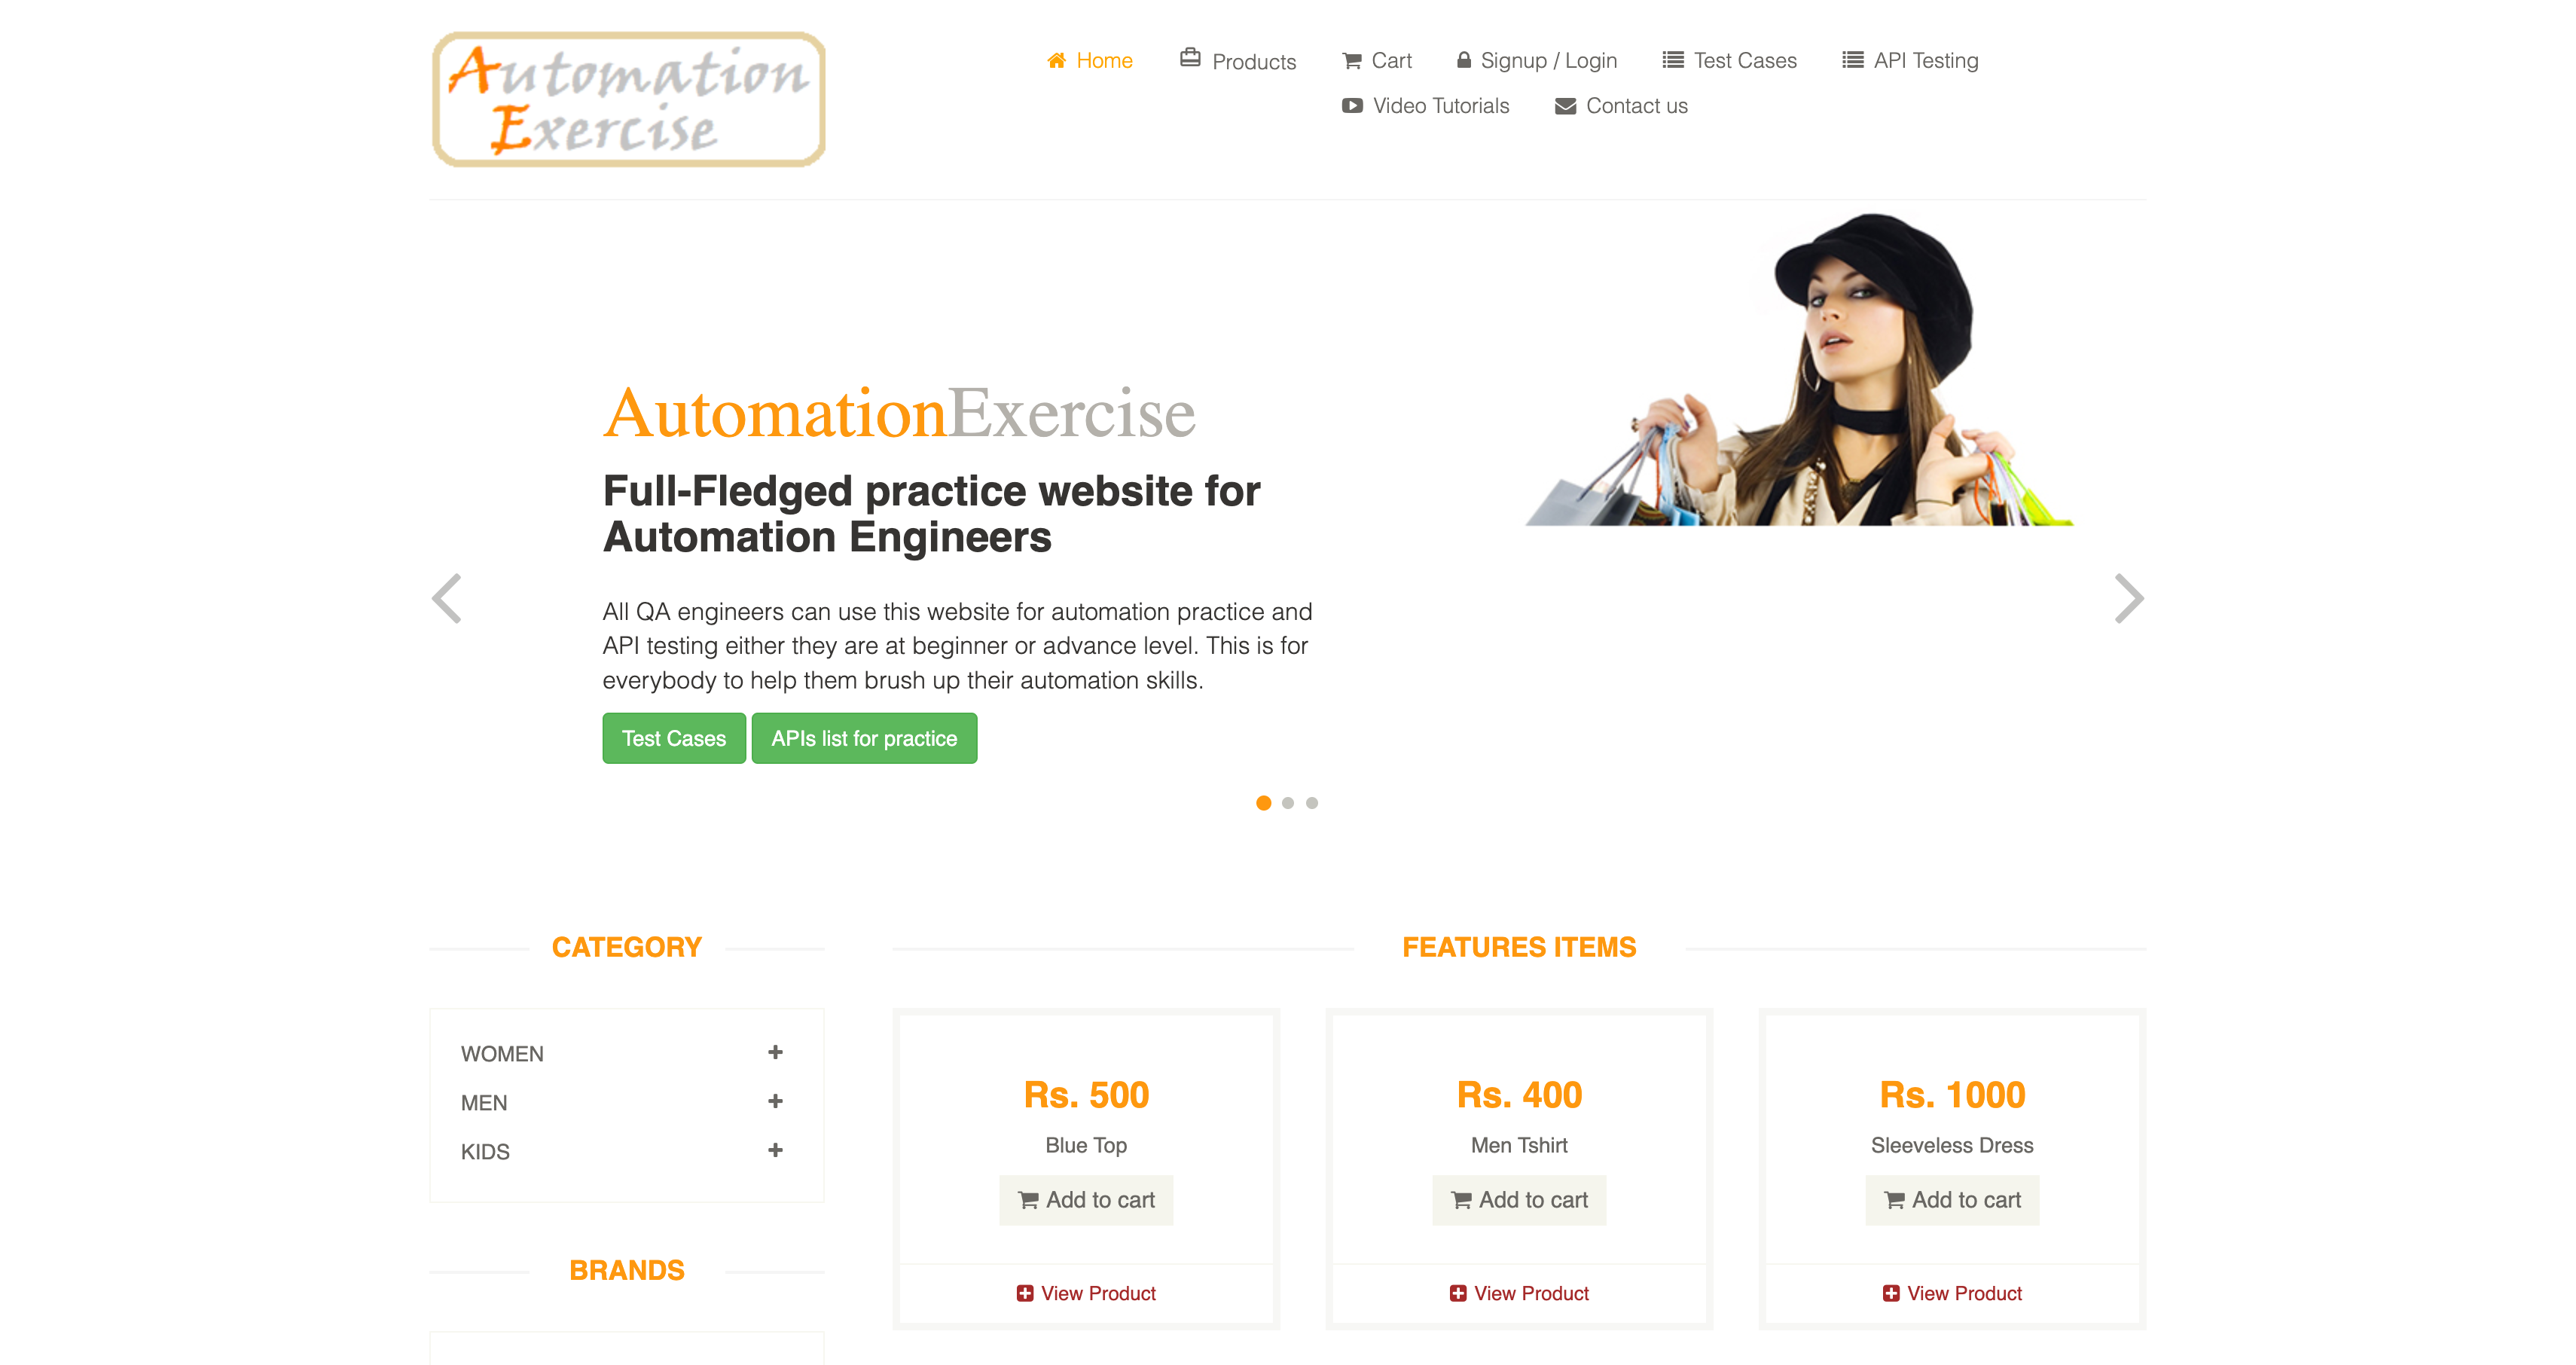 Automation
Exercise
Home Products Cart Signup / Login Test Cases API Testing
Video Tutorials Contact us
AutomationExercise
Full-Fledged practice website for
Automation Engineers
All QA engineers can use this website for automation practice and
API testing either they are at beginner or advance level. This is for
everybody to help them brush up their automation skills.
Test Cases APIs list for practice
CATEGORY
WOMEN
MEN
KIDS
BRANDS
FEATURES ITEMS
Rs. 500
Blue Top
Add to cart
View Product
Rs. 400
Men Tshirt
Add to cart
View Product
Rs. 1000
Sleeveless Dress
Add to cart
View Product